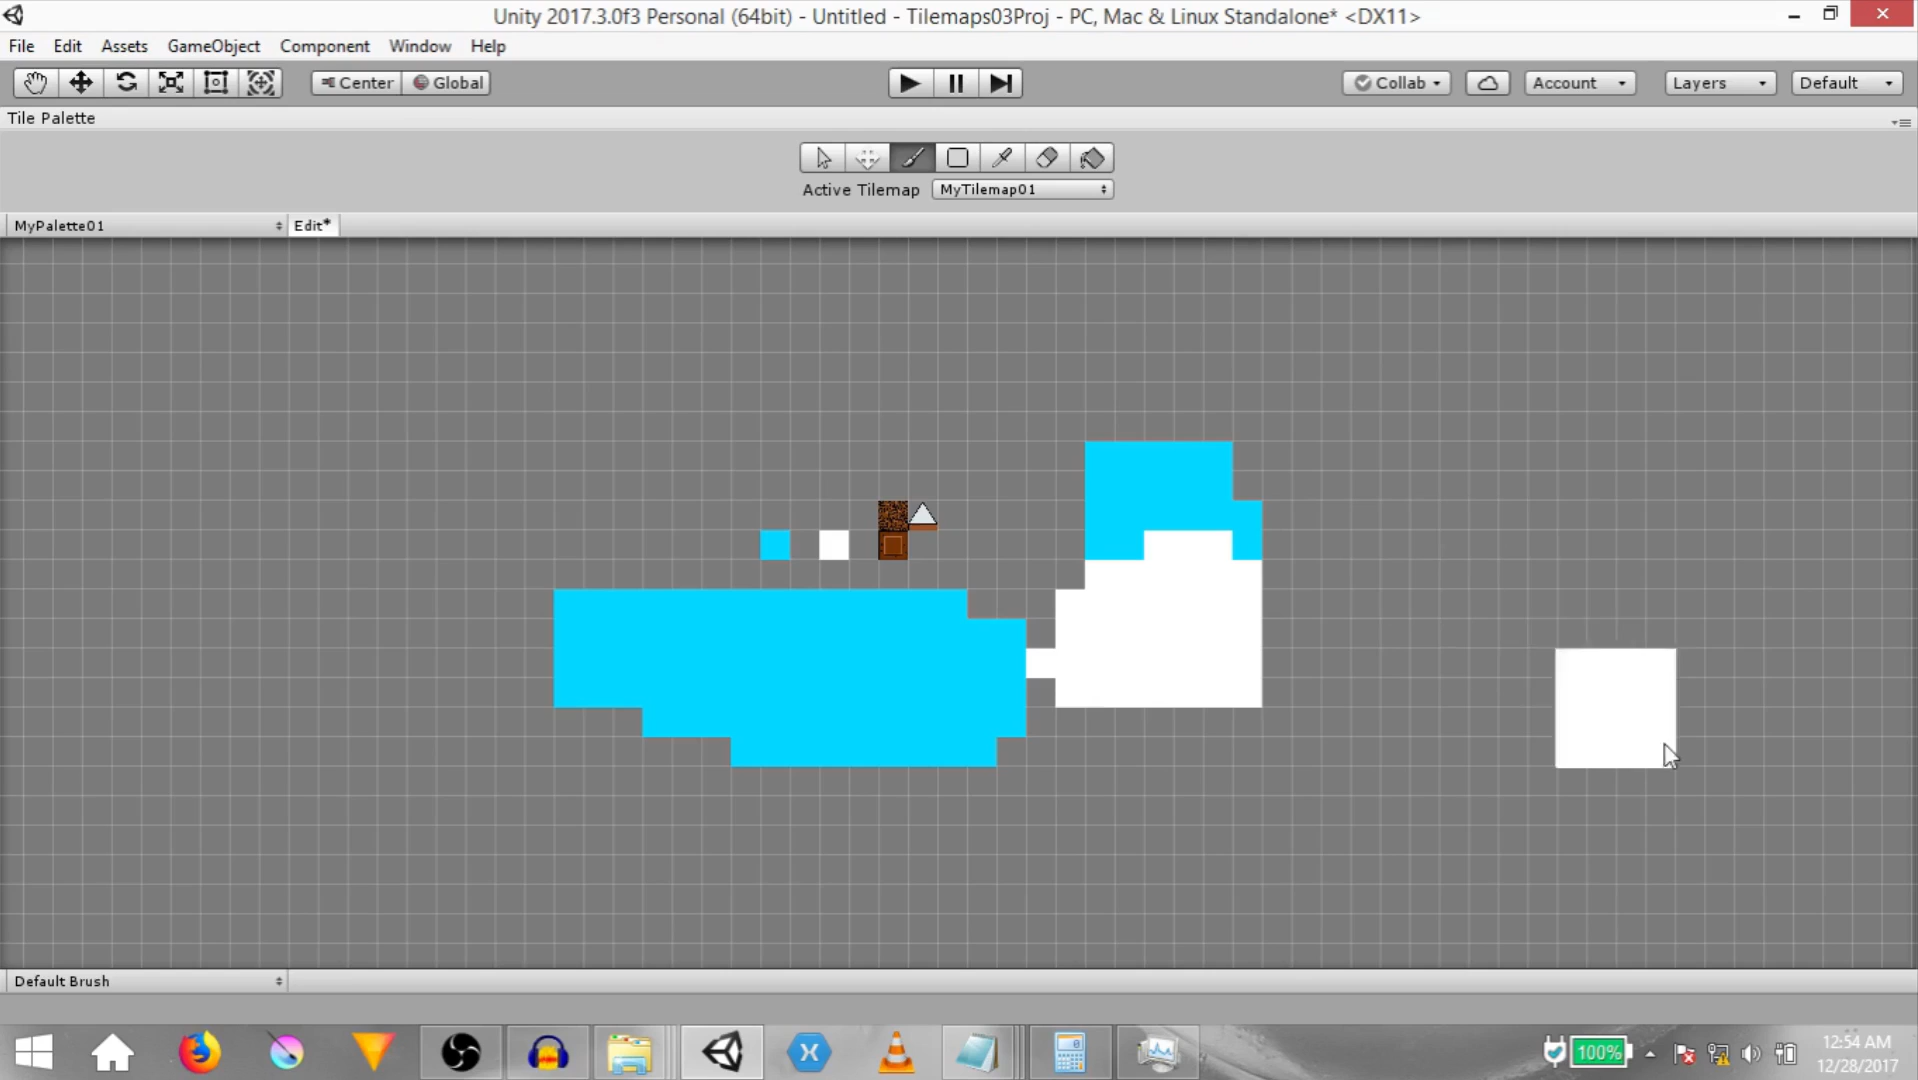 Unity 2017.3.0f3 Personal (64bit) - Untitled - Tilemaps03Proj - PC, Mac & Linux Standalone* <DX11>
File Edit Assets GameObject Component Window Help
Center Global Collab Account Layers Default
Tile Palette
Active Tilemap MyTilemap01
MyPalette01 Edit*
Default Brush
100%
12:54 AM
12/28/2017